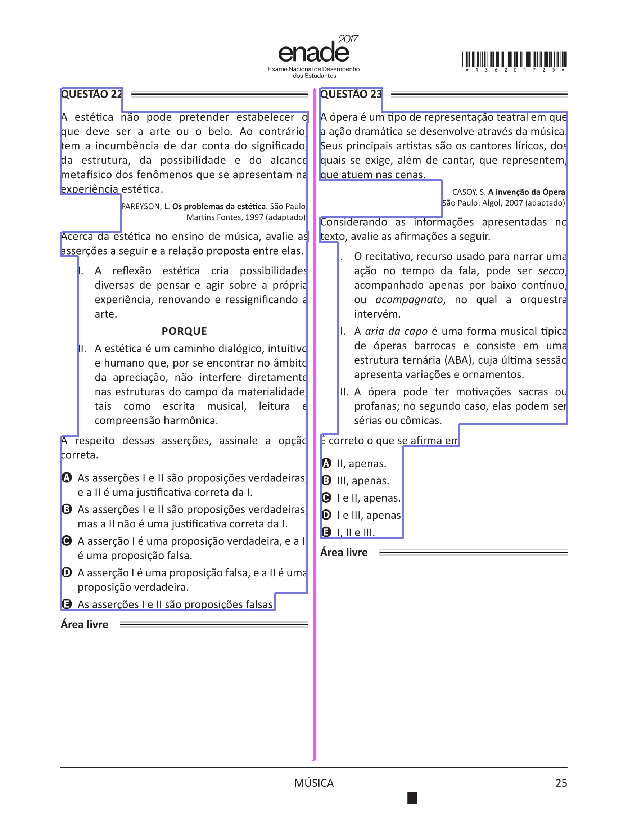 2017
enade
Exame Nacional de Desempenho
dos Estudantes
QUESTÃO 22
A estética não pode pretender estabelecer o
que deve ser a arte ou o belo. Ao contrário,
tem a incumbência de dar conta do significado,
da estrutura, da possibilidade e do alcance
metafísico dos fenômenos que se apresentam na
experiência estética.
PAREYSON, L. Os problemas da estética. São Paulo:
Martins Fontes, 1997 (adaptado).
Acerca da estética no ensino de música, avalie as
asserções a seguir e a relação proposta entre elas.
I. A reflexão estética cria possibilidades
diversas de pensar e agir sobre a própria
experiência, renovando e ressignificando a
arte.
PORQUE
II. A estética é um caminho dialógico, intuitivo
e humano que, por se encontrar no âmbito
da apreciação, não interfere diretamente
nas estruturas do campo da materialidade,
tais como escrita musical, leitura e
compreensão harmônica.
A respeito dessas asserções, assinale a opção
correta.
A As asserções I e II são proposições verdadeiras,
e a II é uma justificativa correta da I.
B As asserções I e II são proposições verdadeiras,
mas a II não é uma justificativa correta da I.
C A asserção I é uma proposição verdadeira, e a II
é uma proposição falsa.
D A asserção I é uma proposição falsa, e a II é uma
proposição verdadeira.
E As asserções I e II são proposições falsas.
Área livre
QUESTÃO 23
A ópera é um tipo de representação teatral em que
a ação dramática se desenvolve através da música.
Seus principais artistas são os cantores líricos, dos
quais se exige, além de cantar, que representem,
que atuem nas cenas.
CASOY, S. A invenção da Ópera.
São Paulo: Algol, 2007 (adaptado).
Considerando as informações apresentadas no
texto, avalie as afirmações a seguir.
I. O recitativo, recurso usado para narrar uma
ação no tempo da fala, pode ser secco,
acompanhado apenas por baixo contínuo,
ou acompagnato, no qual a orquestra
intervém.
II. A aria da capo é uma forma musical típica
de óperas barrocas e consiste em uma
estrutura ternária (ABA), cuja última sessão
apresenta variações e ornamentos.
III. A ópera pode ter motivações sacras ou
profanas; no segundo caso, elas podem ser
sérias ou cômicas.
É correto o que se afirma em
A II, apenas.
B III, apenas.
C I e II, apenas.
D I e III, apenas.
E I, II e III.
Área livre
MÚSICA
25